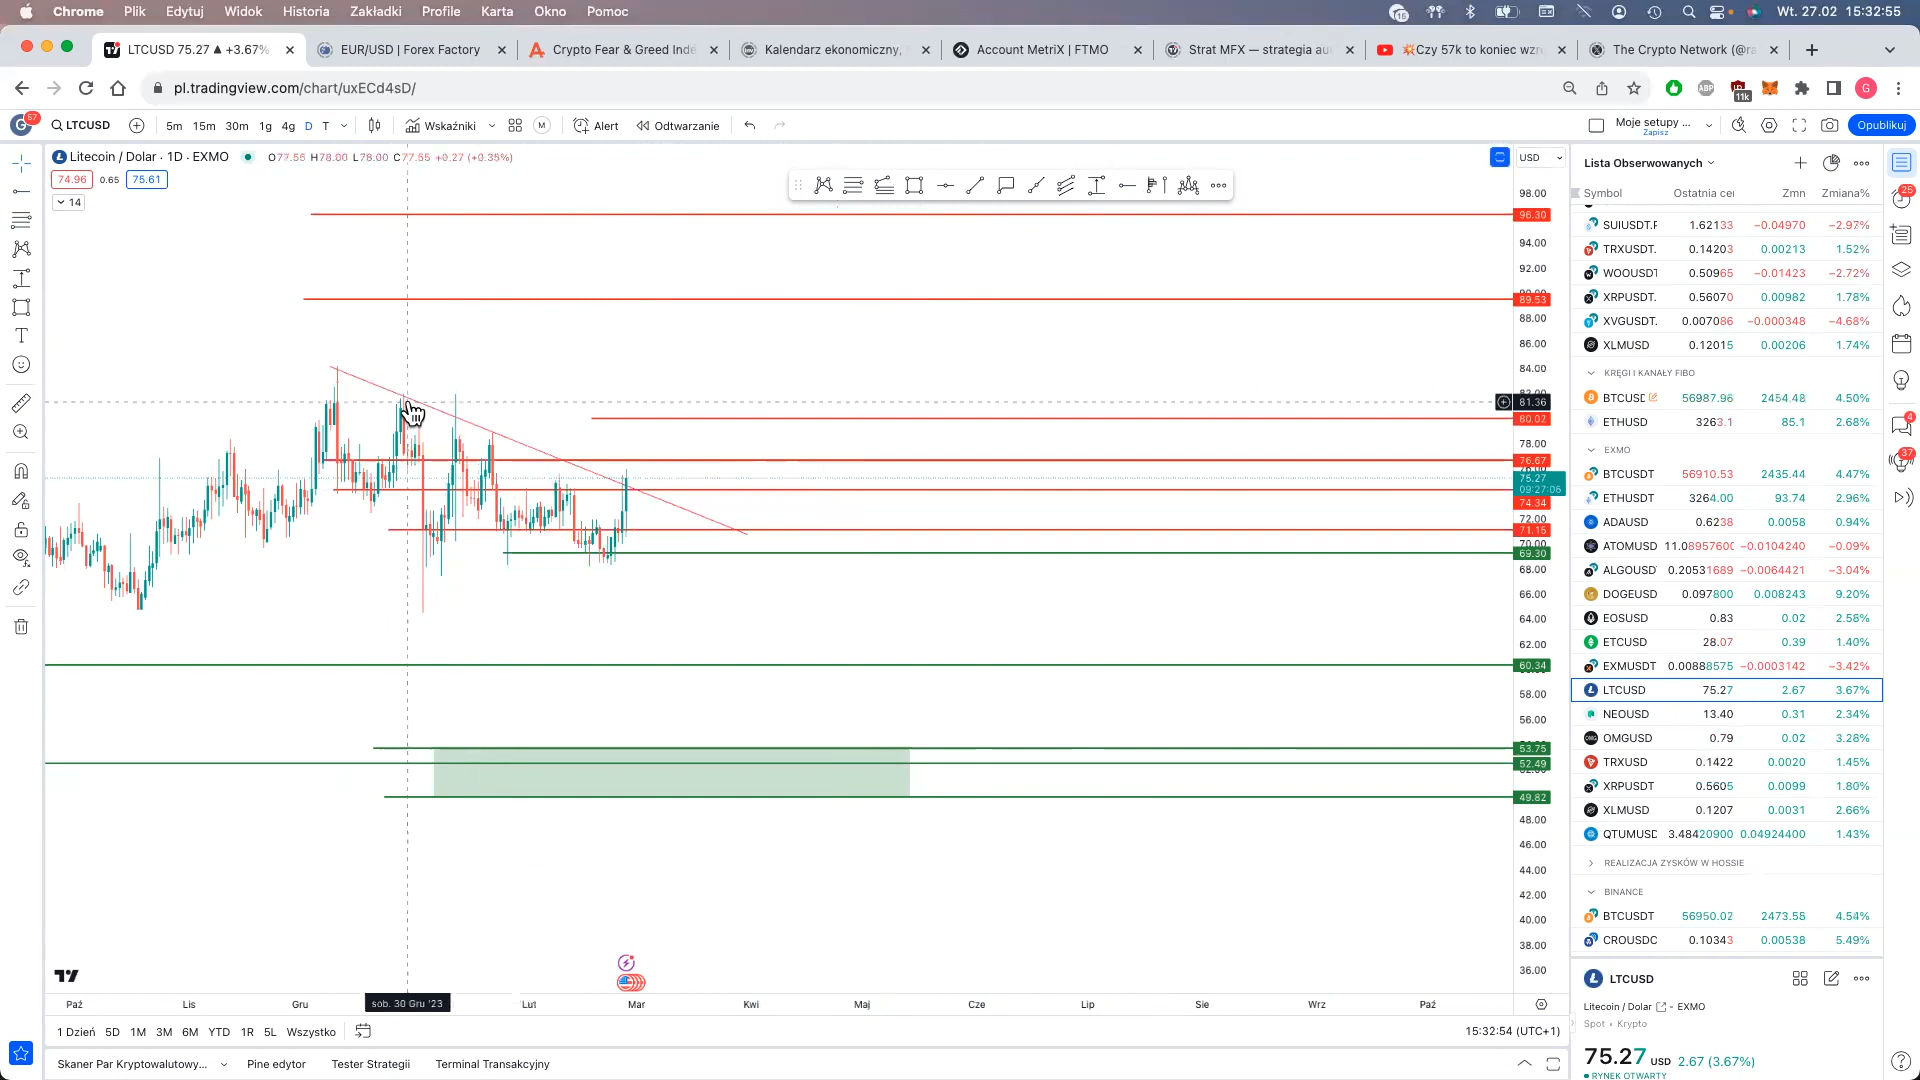 Chrome Plik Edytuj Widok Historia Zakładki Profile Karta Okno Pomoc Wt. 27.02 15:32:55
LTCUSD 75.27 ▲ +3.67% EUR/USD | Forex Factory Crypto Fear & Greed Inde Kalendarz ekonomiczny, Account MetriX | FTMO Strat MFX — strategia au 💥Czy 57k to koniec wzr The Crypto Network (@ra
pl.tradingview.com/chart/uxECd4sD/ 11k G
G 57 LTCUSD 5m 15m 30m 1g 4g D T Wskaźniki M Alert Odtwarzanie Moje setupy ... Zapisz Opublikuj
Litecoin / Dolar · 1D · EXMO O77.55 H78.00 L78.00 C77.55 +0.27 (+0.35%)
74.96 0.65 75.61
14
USD
98.00
96.30
94.00
92.00
89.53
88.00
86.00
84.00
81.36
80.02
78.00
76.67
75.27
09:27:06
74.34
72.00
71.15
70.00
69.30
68.00
66.00
64.00
62.00
60.34
58.00
56.00
53.75
52.49
49.82
48.00
46.00
44.00
42.00
40.00
38.00
36.00
Paź Lis Gru sob. 30 Gru '23 Lut Mar Kwi Maj Cze Lip Sie Wrz Paź
1 Dzień 5D 1M 3M 6M YTD 1R 5L Wszystko 15:32:54 (UTC+1)
Skaner Par Kryptowalutowy... Pine edytor Tester Strategii Terminal Transakcyjny
Lista Obserwowanych
Symbol Ostatnia cer Zmn Zmiana%
SUIUSDT.F 1.62133 −0.04970 −2.97%
TRXUSDT. 0.14203 0.00213 1.52%
WOOUSDT 0.50965 −0.01423 −2.72%
XRPUSDT. 0.56070 0.00982 1.78%
XVGUSDT. 0.007086 −0.000348 −4.68%
XLMUSD 0.12015 0.00206 1.74%
KRĘGI I KANAŁY FIBO
BTCUSD 56987.96 2454.48 4.50%
ETHUSD 3263.1 85.1 2.68%
EXMO
BTCUSDT 56910.53 2435.44 4.47%
ETHUSDT 3264.00 93.74 2.96%
ADAUSD 0.6238 0.0058 0.94%
ATOMUSD 11.08957600 −0.0104240 −0.09%
ALGOUSD 0.20531689 −0.0064421 −3.04%
DOGEUSD 0.097800 0.008243 9.20%
EOSUSD 0.83 0.02 2.58%
ETCUSD 28.07 0.39 1.40%
EXMUSDT 0.00888575 −0.0003142 −3.42%
LTCUSD 75.27 2.67 3.67%
NEOUSD 13.40 0.31 2.34%
OMGUSD 0.79 0.02 3.28%
TRXUSD 0.1422 0.0020 1.45%
XRPUSDT 0.5605 0.0099 1.80%
XLMUSD 0.1207 0.0031 2.66%
QTUMUSD 3.48420900 0.04924400 1.43%
REALIZACJA ZYSKÓW W HOSSIE
BINANCE
BTCUSDT 56950.02 2473.58 4.54%
CROUSDC 0.10343 0.00538 5.49%
LTCUSD
Litecoin / Dolar - EXMO
Spot • Krypto
75.27 USD 2.67 (3.67%)
RYNEK OTWARTY
25
4
37